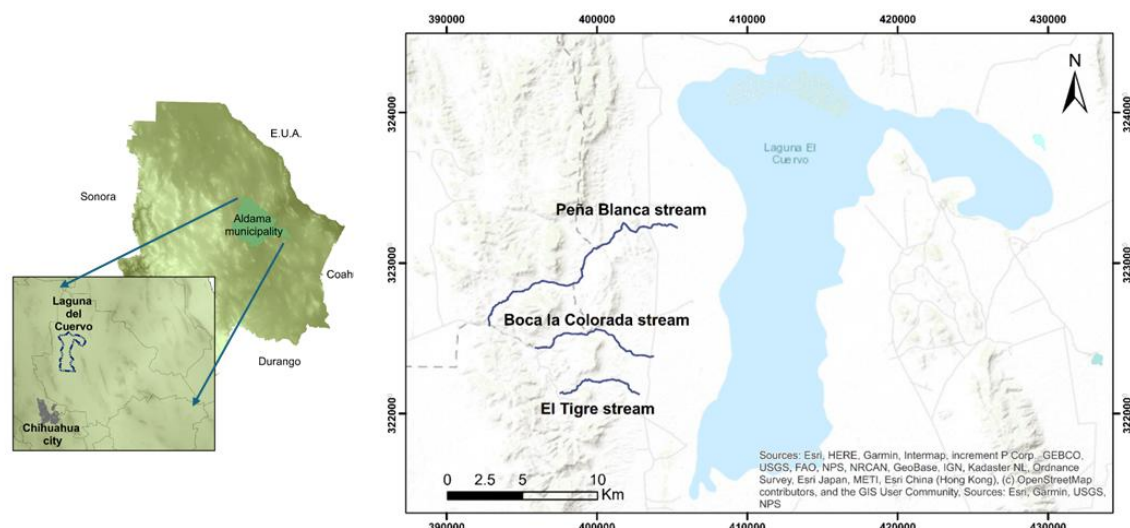 E.U.A.
Sonora
Aldama
municipality
Coah
Durango
Laguna
del
Cuervo
Chihuahua
city
390000
400000
410000
420000
430000
N
324000
323000
322000
324000
323000
322000
Laguna El
Cuervo
Peña Blanca stream
Boca la Colorada stream
El Tigre stream
0
2.5
5
10
Km
Sources: Esri, HERE, Garmin, Intermap, increment P Corp., GEBCO,
USGS, FAO, NPS, NRCAN, GeoBase, IGN, Kadaster NL, Ordnance
Survey, Esri Japan, METI, Esri China (Hong Kong), (c) OpenStreetMap
contributors, and the GIS User Community, Sources: Esri, Garmin, USGS,
NPS
390000
400000
410000
420000
430000